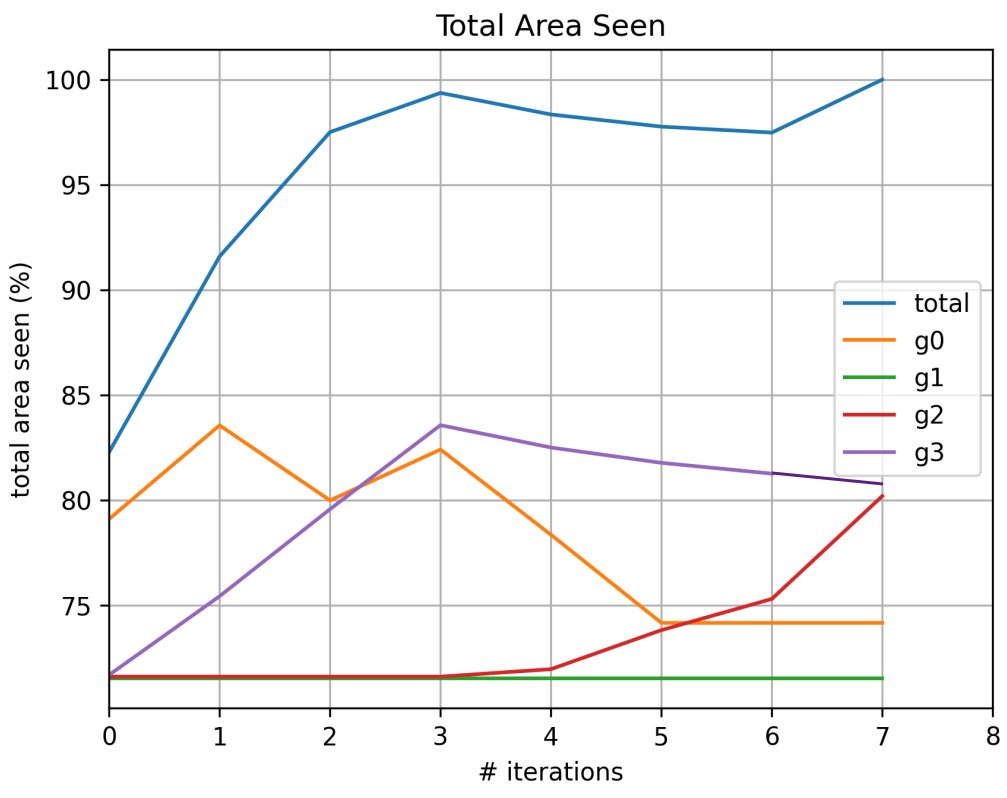 Total Area Seen
total area seen (%)
100
95
90
85
80
75
total
g0
g1
g2
g3
0 1 2 3 4 5 6 7 8
# iterations